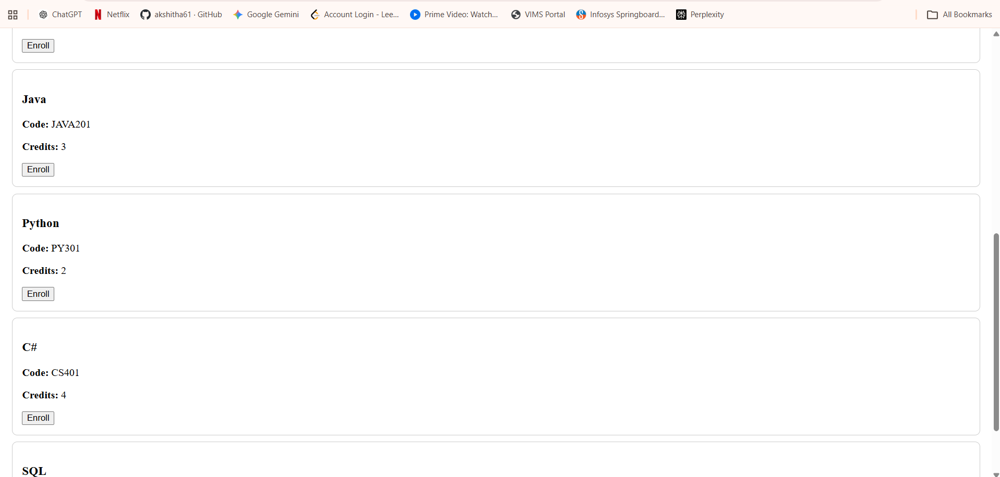 ChatGPT Netflix akshitha61 · GitHub Google Gemini Account Login - Lee... Prime Video: Watch... VIMS Portal Infosys Springboard... Perplexity All Bookmarks
Enroll
Java
Code: JAVA201
Credits: 3
Enroll
Python
Code: PY301
Credits: 2
Enroll
C#
Code: CS401
Credits: 4
Enroll
SQL